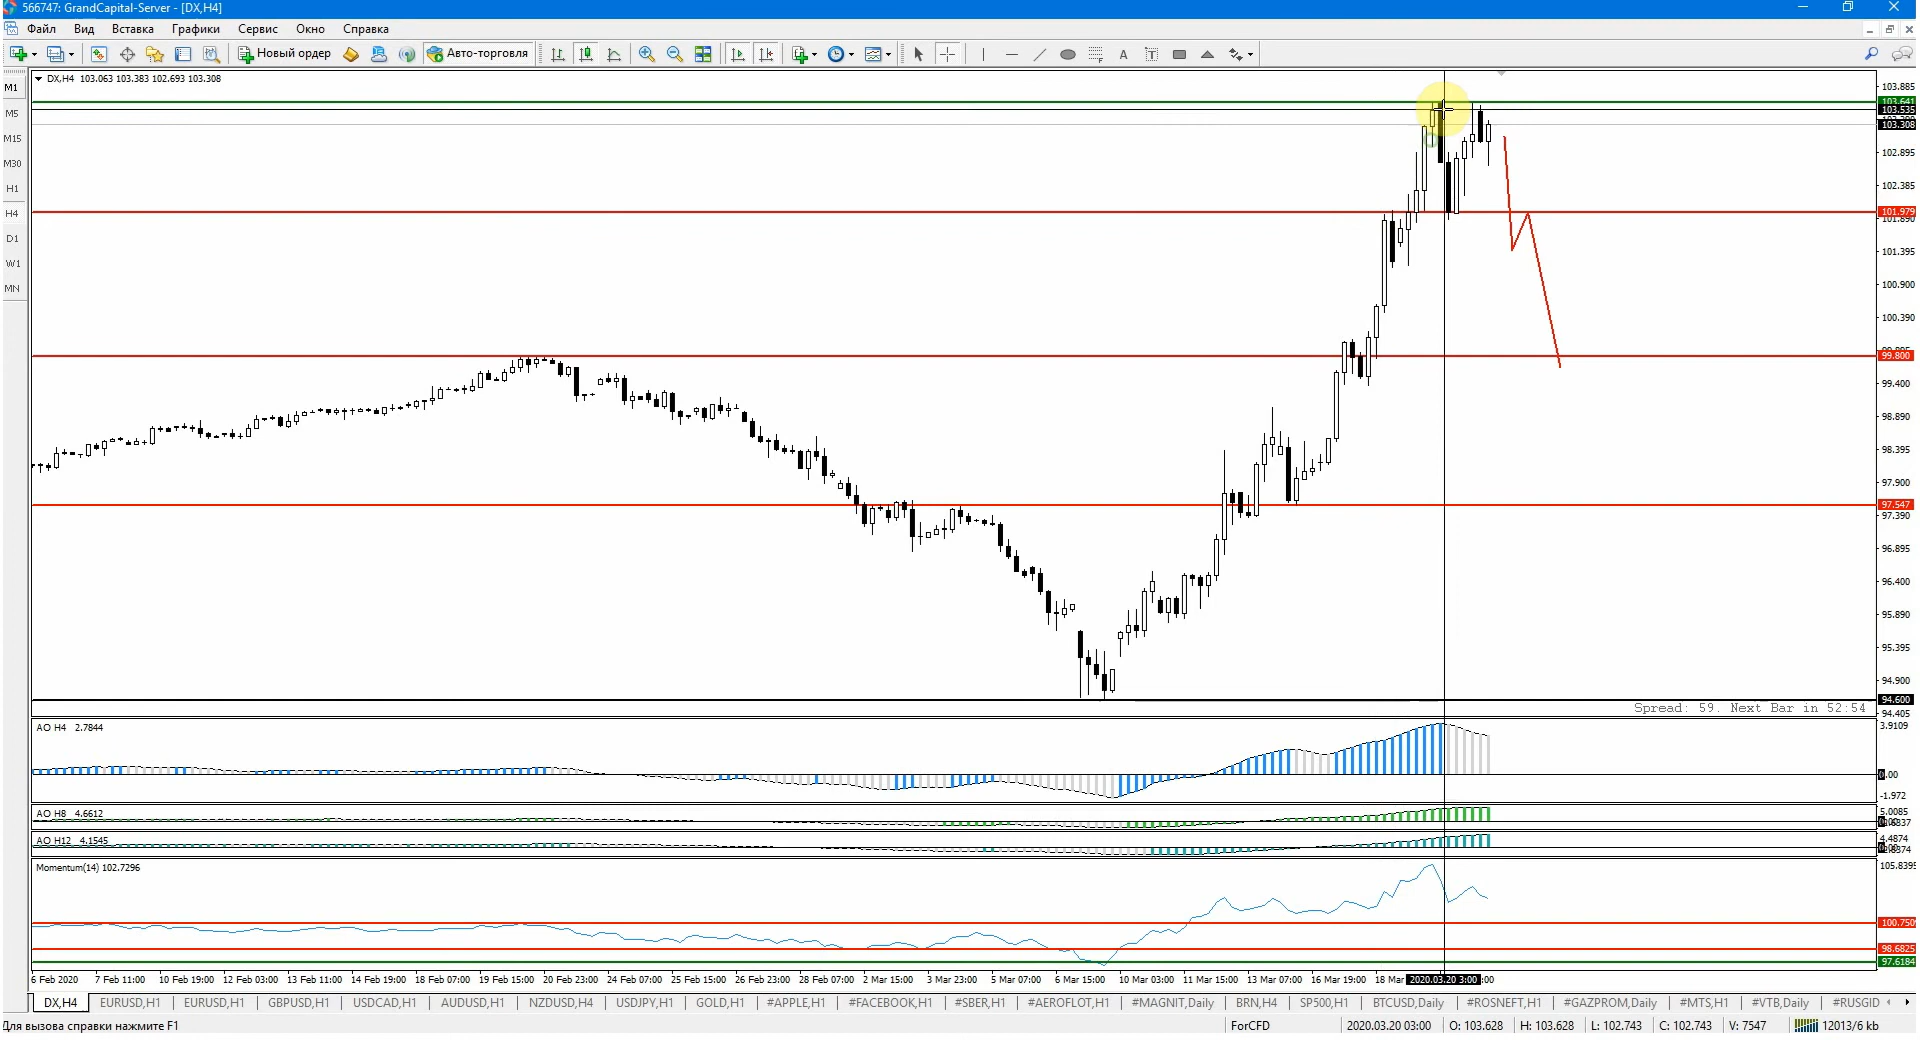 566747: GrandCapital-Server - [DX,H4]
Файл Вид Вставка Графики Сервис Окно Справка
Новый ордер Авто-торговля
M1
M5
M15
M30
H1
H4
D1
W1
MN
DX,H4 103.063 103.383 102.693 103.308
103.885
103.641
103.535
103.308
102.895
102.385
101.979
101.890
101.395
100.900
100.390
99.800
99.400
98.890
98.395
97.900
97.547
97.390
96.895
96.400
95.890
95.395
94.900
94.600
94.405
Spread: 59. Next Bar in 52:54
AO H4 2.7844
3.9109
0.00
-1.972
AO H8 4.6612
5.0085
AO H12 4.1545
4.4874
Momentum(14) 102.7296
105.8395
100.7509
98.6825
97.6184
6 Feb 2020 7 Feb 11:00 10 Feb 19:00 12 Feb 03:00 13 Feb 11:00 14 Feb 19:00 18 Feb 07:00 19 Feb 15:00 20 Feb 23:00 24 Feb 07:00 25 Feb 15:00 26 Feb 23:00 28 Feb 07:00 2 Mar 15:00 3 Mar 23:00 5 Mar 07:00 6 Mar 15:00 10 Mar 03:00 11 Mar 15:00 13 Mar 07:00 16 Mar 19:00 18 Mar 2020.03.20 3:00 :00
DX,H4 EURUSD,H1 EURUSD,H1 GBPUSD,H1 USDCAD,H1 AUDUSD,H1 NZDUSD,H4 USDJPY,H1 GOLD,H1 #APPLE,H1 #FACEBOOK,H1 #SBER,H1 #AEROFLOT,H1 #MAGNIT,Daily BRN,H4 SP500,H1 BTCUSD,Daily #ROSNEFT,H1 #GAZPROM,Daily #MTS,H1 #VTB,Daily #RUSGID
Для вызова справки нажмите F1 ForCFD 2020.03.20 03:00 O: 103.628 H: 103.628 L: 102.743 C: 102.743 V: 7547 12013/6 kb